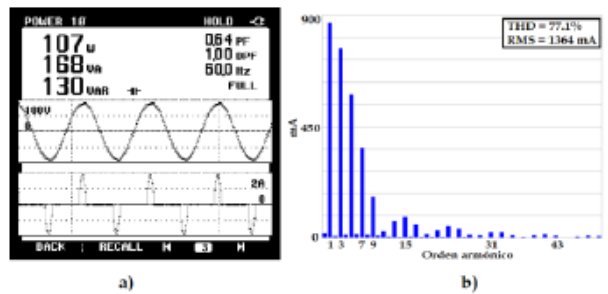 POWER 1Ø HOLD
107 W
168 VA
130 VAR
0,64 PF
1,00 DPF
60,0 Hz
FULL
100V
0
2A
0
BACK RECALL 3
a)
THD = 77.1%
RMS = 1364 mA
900
450
0
mA
1 3 7 9 15 31 43
Orden armónico
b)